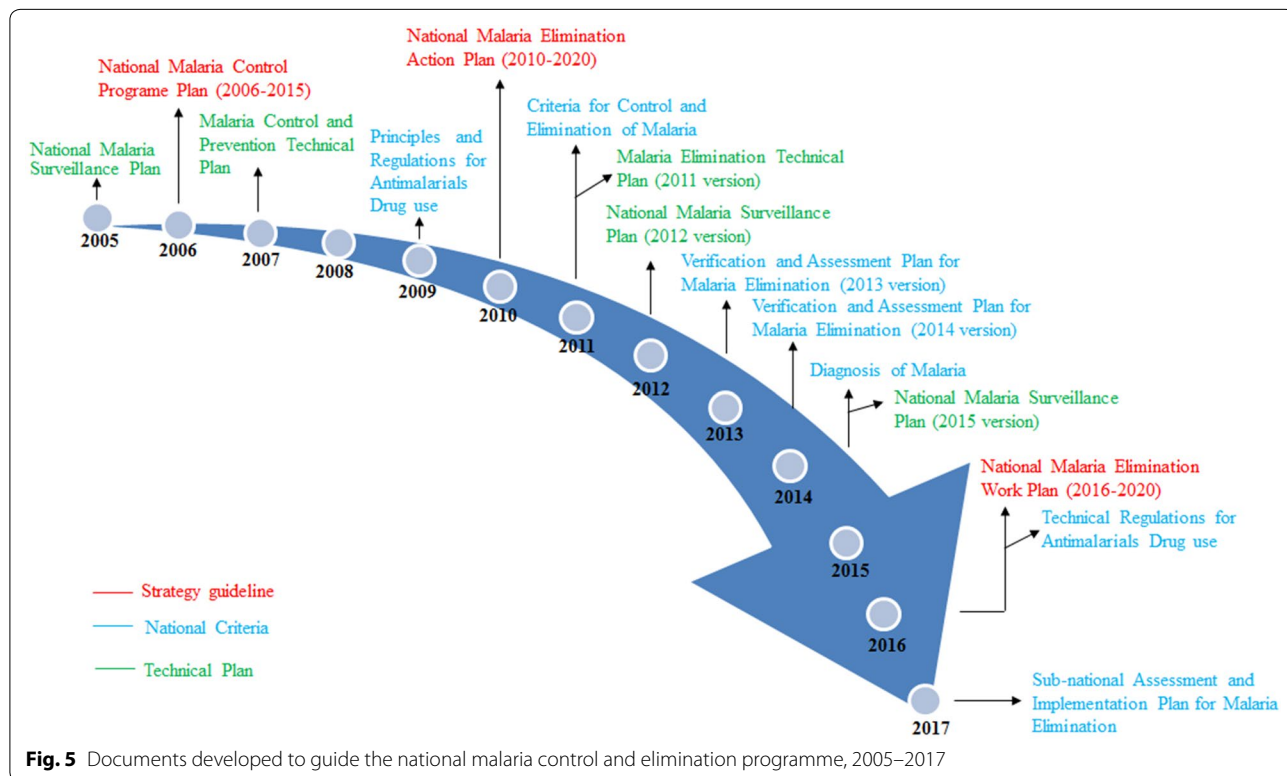 National Malaria
Surveillance Plan
National Malaria Control
Programe Plan (2006-2015)
Malaria Control and
Prevention Technical
Plan
Principles and
Regulations for
Antimalarials
Drug use
National Malaria Elimination
Action Plan (2010-2020)
Criteria for Control and
Elimination of Malaria
Malaria Elimination Technical
Plan (2011 version)
National Malaria Surveillance
Plan (2012 version)
Verification and Assessment Plan for
Malaria Elimination (2013 version)
Verification and Assessment Plan for
Malaria Elimination (2014 version)
Diagnosis of Malaria
National Malaria Surveillance
Plan (2015 version)
National Malaria Elimination
Work Plan (2016-2020)
Technical Regulations for
Antimalarials Drug use
Sub-national Assessment and
Implementation Plan for Malaria
Elimination
2005
2006
2007
2008
2009
2010
2011
2012
2013
2014
2015
2016
2017
Strategy guideline
National Criteria
Technical Plan
Fig. 5 Documents developed to guide the national malaria control and elimination programme, 2005–2017